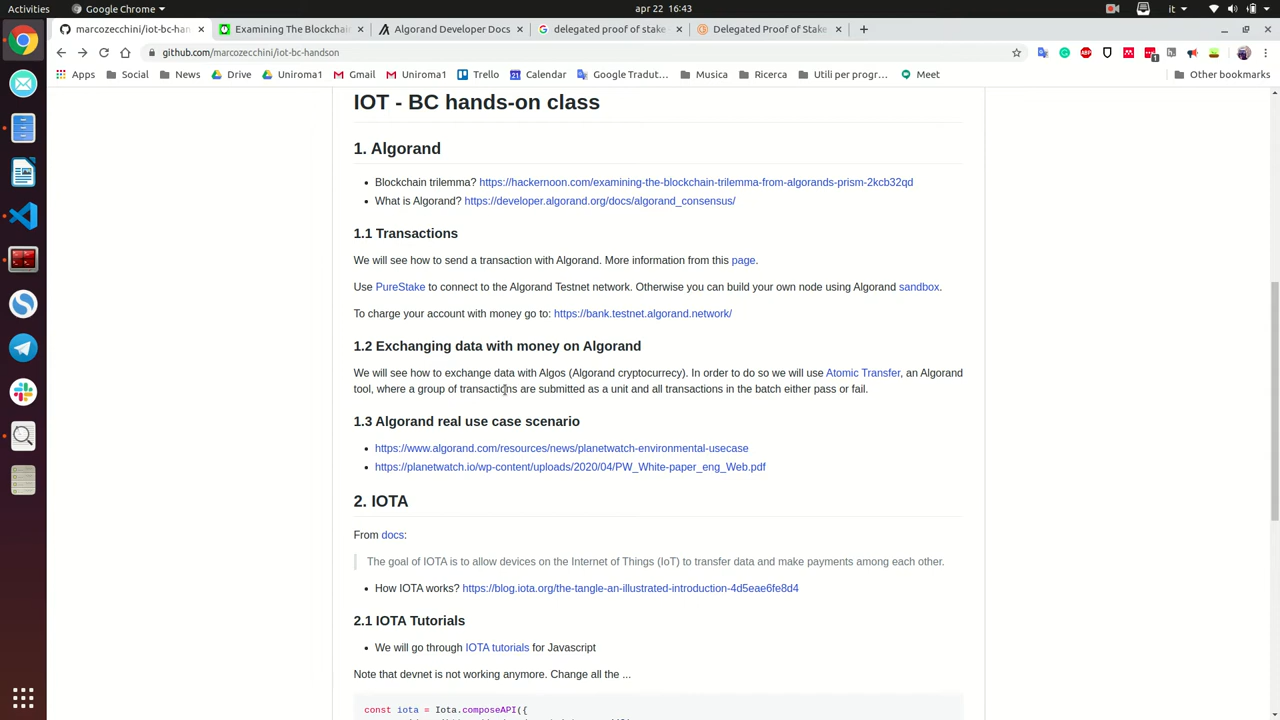 Activities
Google Chrome
apr 22 16:43
it
marcozecchini/iot-bc-han
Examining The Blockchain
Algorand Developer Docs
delegated proof of stake
Delegated Proof of Stake
github.com/marcozecchini/iot-bc-handson
1
Apps
Social
News
Drive
Uniroma1
Gmail
Uniroma1
Trello
Calendar
Google Tradut...
Musica
Ricerca
Utili per progr...
Meet
Other bookmarks
IOT - BC hands-on class
1. Algorand
• Blockchain trilemma? https://hackernoon.com/examining-the-blockchain-trilemma-from-algorands-prism-2kcb32qd
• What is Algorand? https://developer.algorand.org/docs/algorand_consensus/
1.1 Transactions
We will see how to send a transaction with Algorand. More information from this page.
Use PureStake to connect to the Algorand Testnet network. Otherwise you can build your own node using Algorand sandbox.
To charge your account with money go to: https://bank.testnet.algorand.network/
1.2 Exchanging data with money on Algorand
We will see how to exchange data with Algos (Algorand cryptocurrecy). In order to do so we will use Atomic Transfer, an Algorand
tool, where a group of transactions are submitted as a unit and all transactions in the batch either pass or fail.
1.3 Algorand real use case scenario
• https://www.algorand.com/resources/news/planetwatch-environmental-usecase
• https://planetwatch.io/wp-content/uploads/2020/04/PW_White-paper_eng_Web.pdf
2. IOTA
From docs:
The goal of IOTA is to allow devices on the Internet of Things (IoT) to transfer data and make payments among each other.
• How IOTA works? https://blog.iota.org/the-tangle-an-illustrated-introduction-4d5eae6fe8d4
2.1 IOTA Tutorials
• We will go through IOTA tutorials for Javascript
Note that devnet is not working anymore. Change all the ...
const iota = Iota.composeAPI({